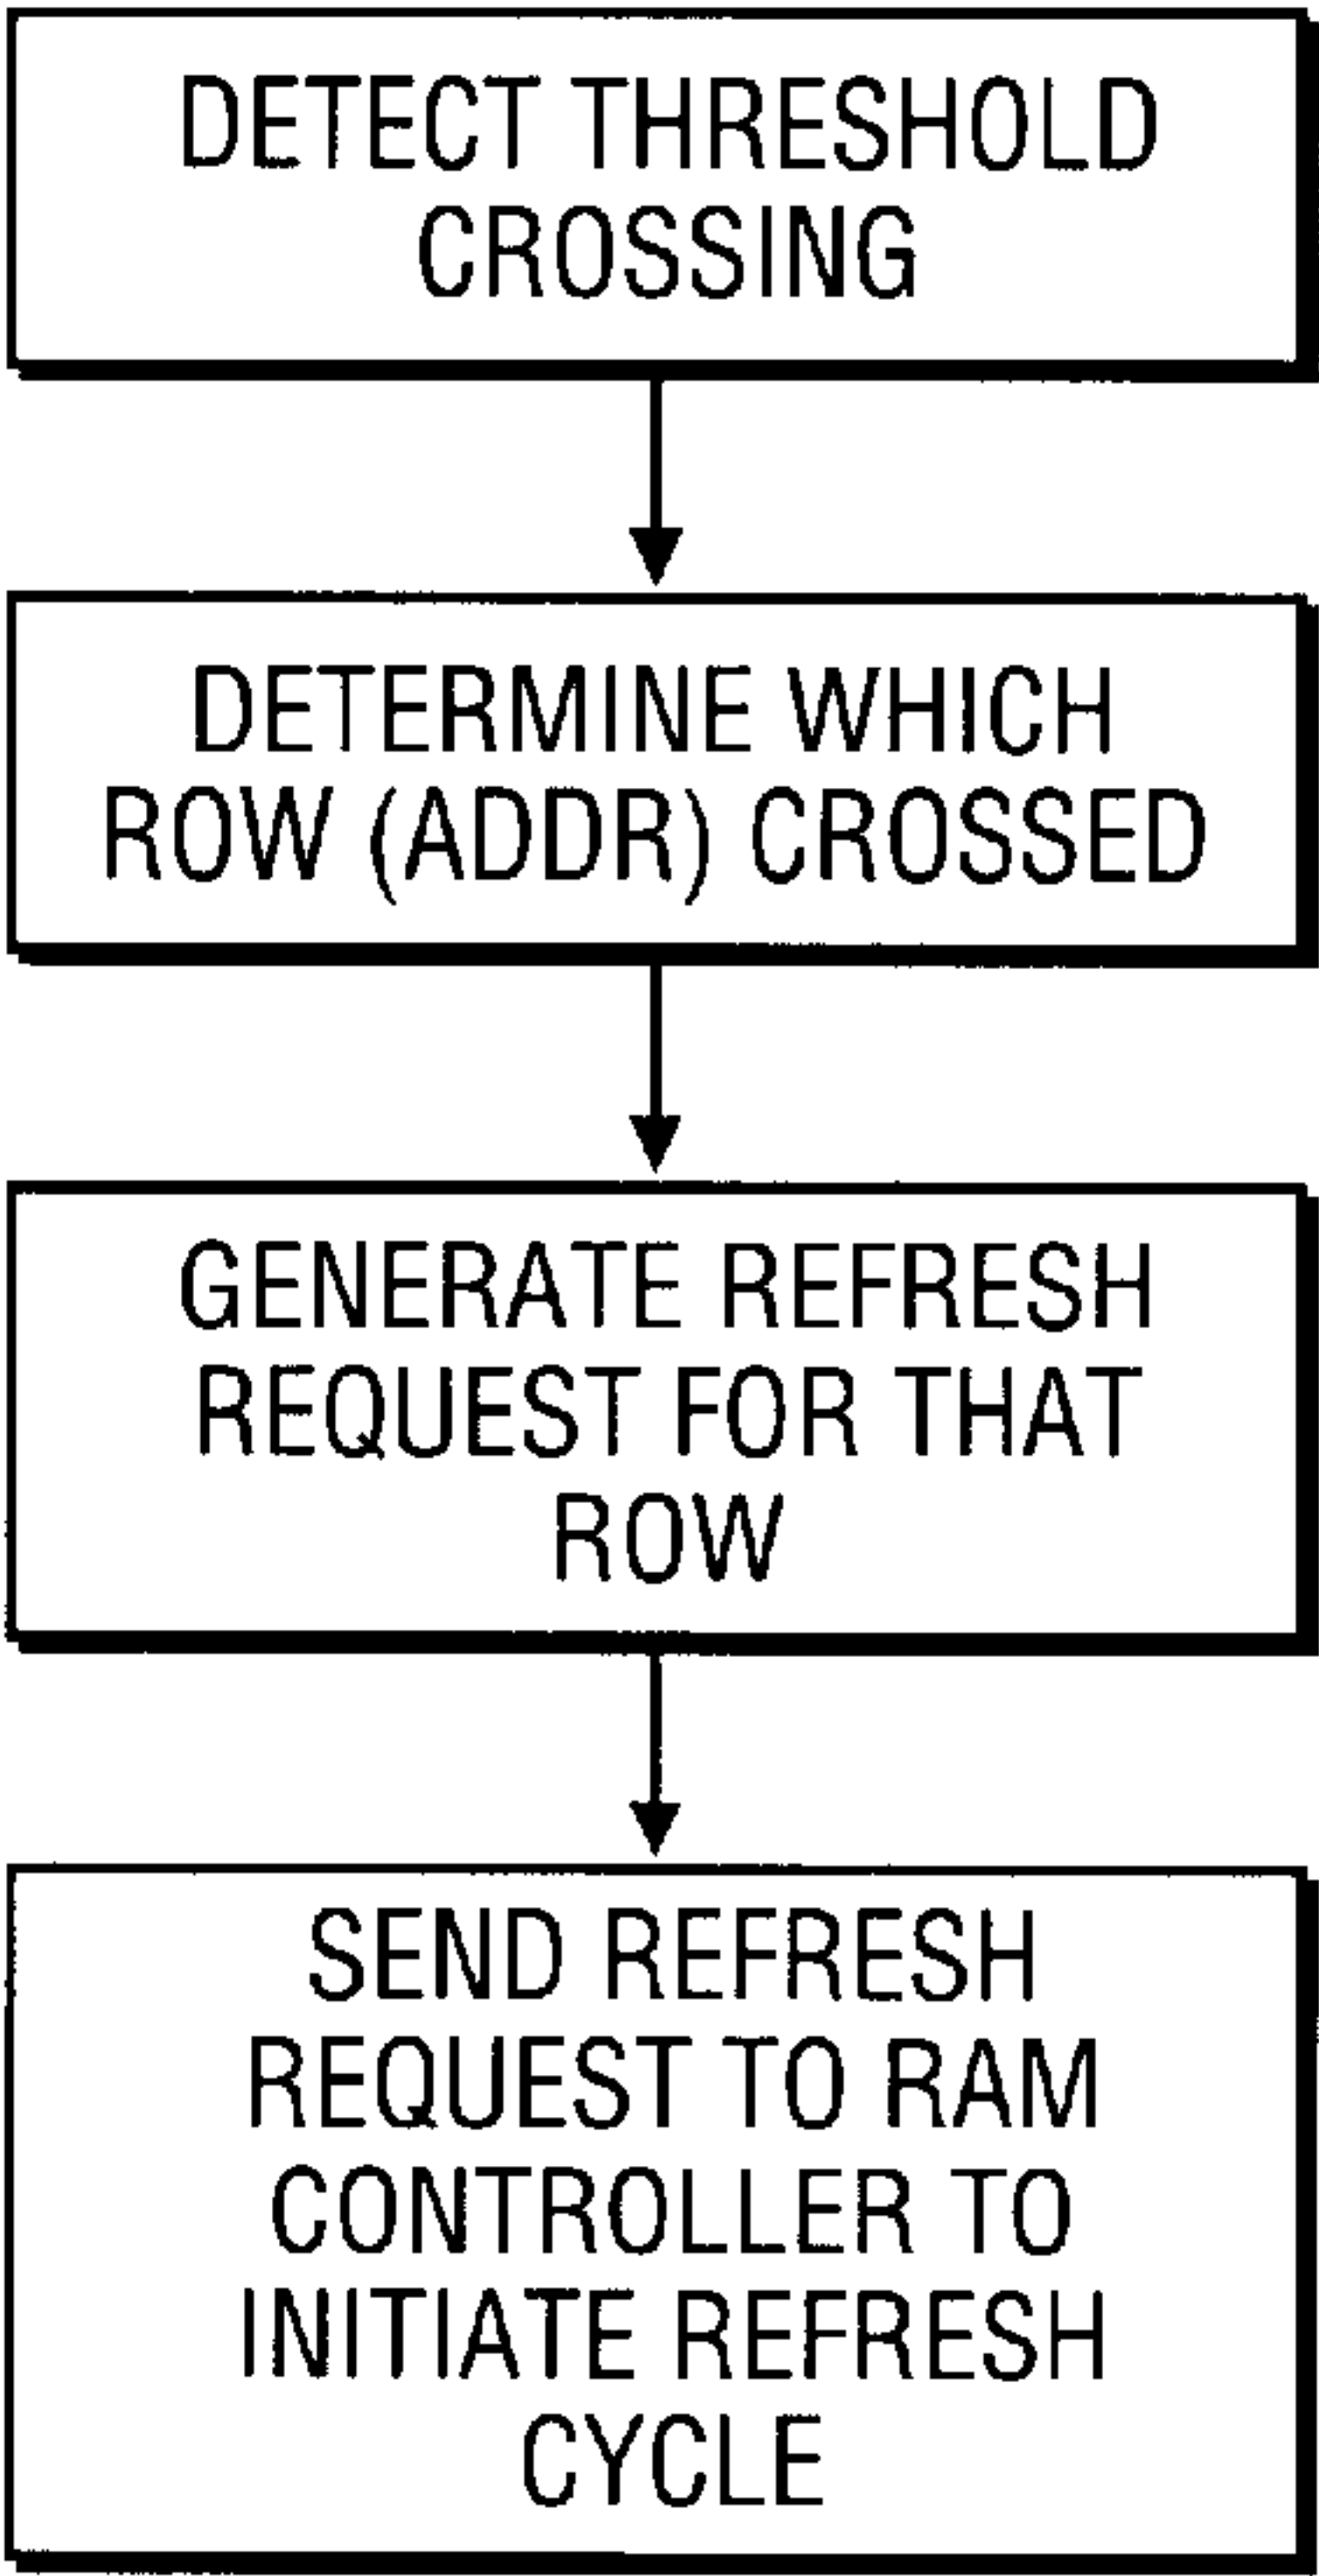 DETECT THRESHOLD
CROSSING
DETERMINE WHICH
ROW (ADDR) CROSSED
GENERATE REFRESH
REQUEST FOR THAT
ROW
SEND REFRESH
REQUEST TO RAM
CONTROLLER TO
INITIATE REFRESH
CYCLE